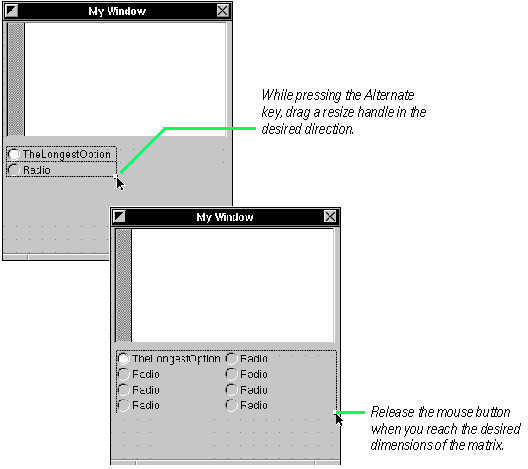 My Window
While pressing the Alternate
key, drag a resize handle in the
desired direction.
TheLongestOption
Radio
My Window
TheLongestOption Radio
Radio Radio
Radio Radio
Radio Radio
Release the mouse button
when you reach the desired
dimensions of the matrix.